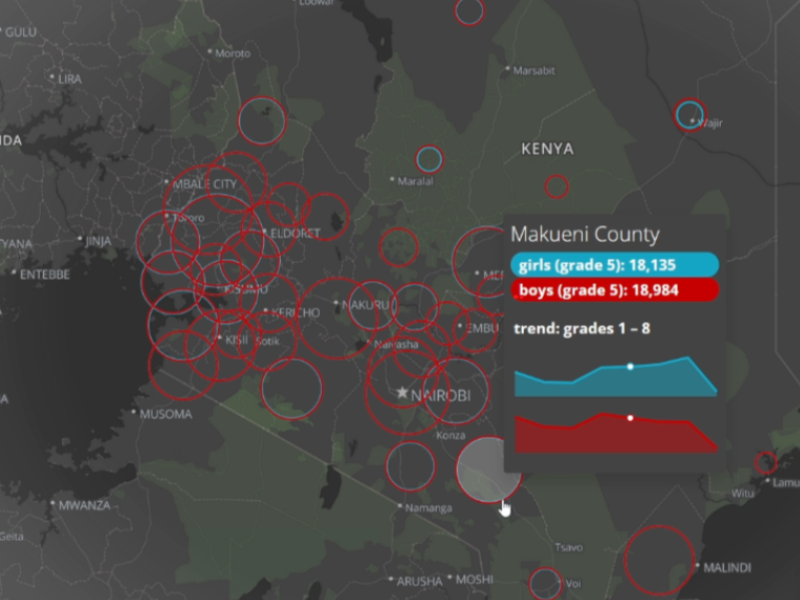 Loowar
GULU
Moroto
LIRA
Marsabit
Wajir
KENYA
Maralal
MBALE CITY
Tororo
ELDORET
JINJA
ENTEBBE
KISUMU
NAKURU
KERICHO
EMBU
KISII
Sotik
Naivasha
NAIROBI
MUSOMA
Konza
MWANZA
Namanga
Geita
Tsavo
ARUSHA
MOSHI
Voi
MALINDI
Witu
Lamu
Makueni County
girls (grade 5): 18,135
boys (grade 5): 18,984
trend: grades 1 – 8